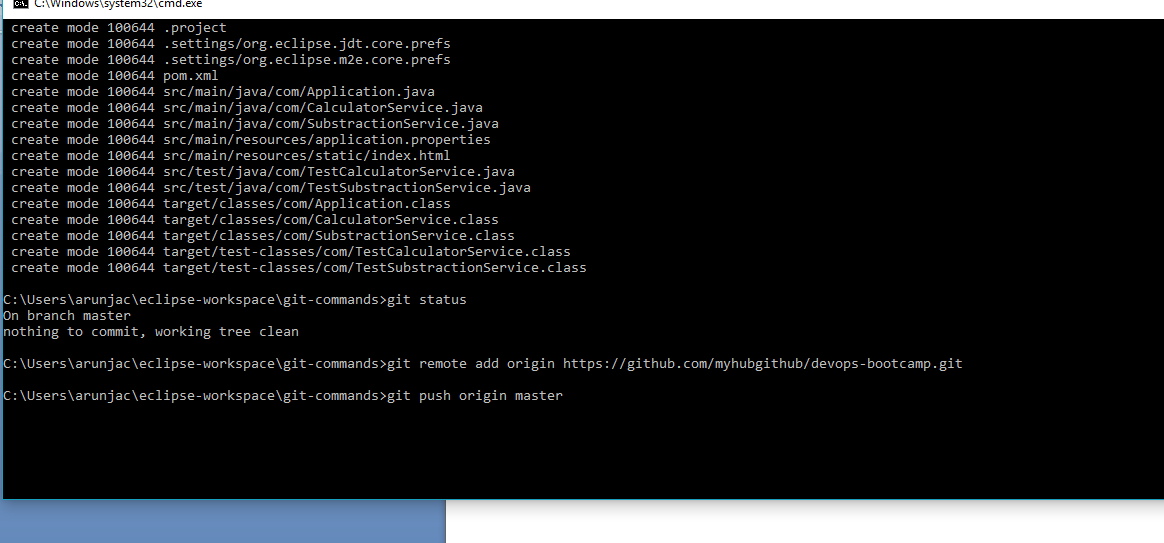 C:\Windows\system32\cmd.exe
create mode 100644 .project
create mode 100644 .settings/org.eclipse.jdt.core.prefs
create mode 100644 .settings/org.eclipse.m2e.core.prefs
create mode 100644 pom.xml
create mode 100644 src/main/java/com/Application.java
create mode 100644 src/main/java/com/CalculatorService.java
create mode 100644 src/main/java/com/SubstractionService.java
create mode 100644 src/main/resources/application.properties
create mode 100644 src/main/resources/static/index.html
create mode 100644 src/test/java/com/TestCalculatorService.java
create mode 100644 src/test/java/com/TestSubstractionService.java
create mode 100644 target/classes/com/Application.class
create mode 100644 target/classes/com/CalculatorService.class
create mode 100644 target/classes/com/SubstractionService.class
create mode 100644 target/test-classes/com/TestCalculatorService.class
create mode 100644 target/test-classes/com/TestSubstractionService.class
C:\Users\arunjac\eclipse-workspace\git-commands>git status
On branch master
nothing to commit, working tree clean
C:\Users\arunjac\eclipse-workspace\git-commands>git remote add origin https://github.com/myhubgithub/devops-bootcamp.git
C:\Users\arunjac\eclipse-workspace\git-commands>git push origin master